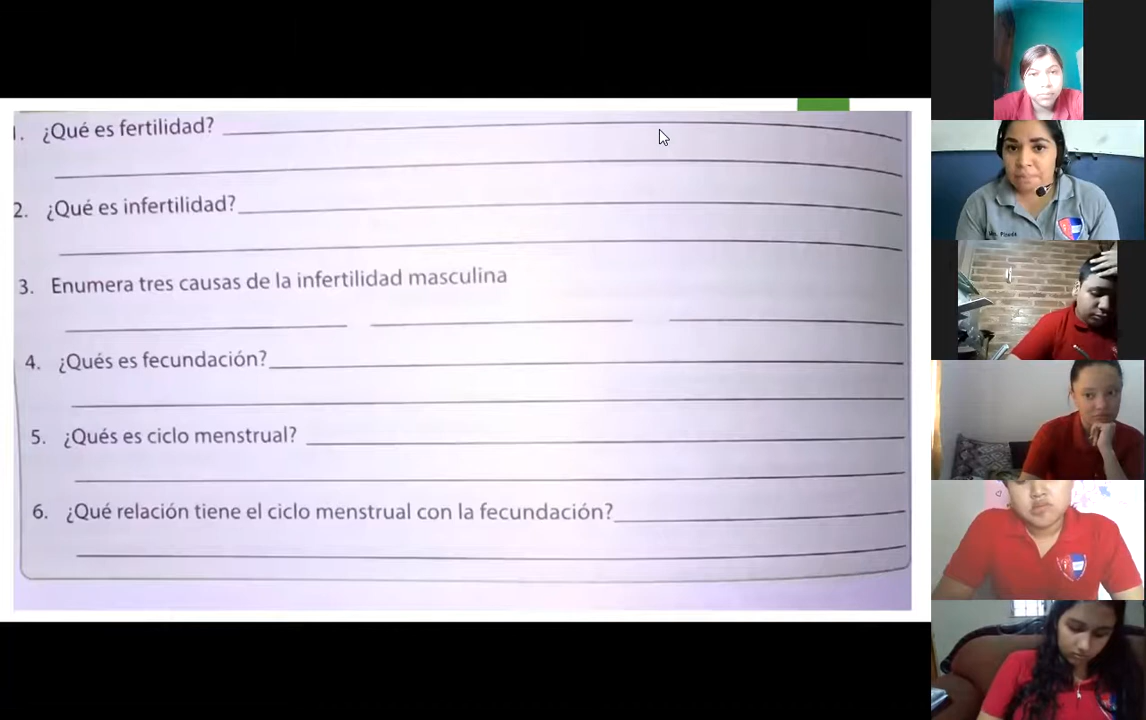 1. ¿Qué es fertilidad?
2. ¿Qué es infertilidad?
3. Enumera tres causas de la infertilidad masculina
4. ¿Qués es fecundación?
5. ¿Qués es ciclo menstrual?
6. ¿Qué relación tiene el ciclo menstrual con la fecundación?